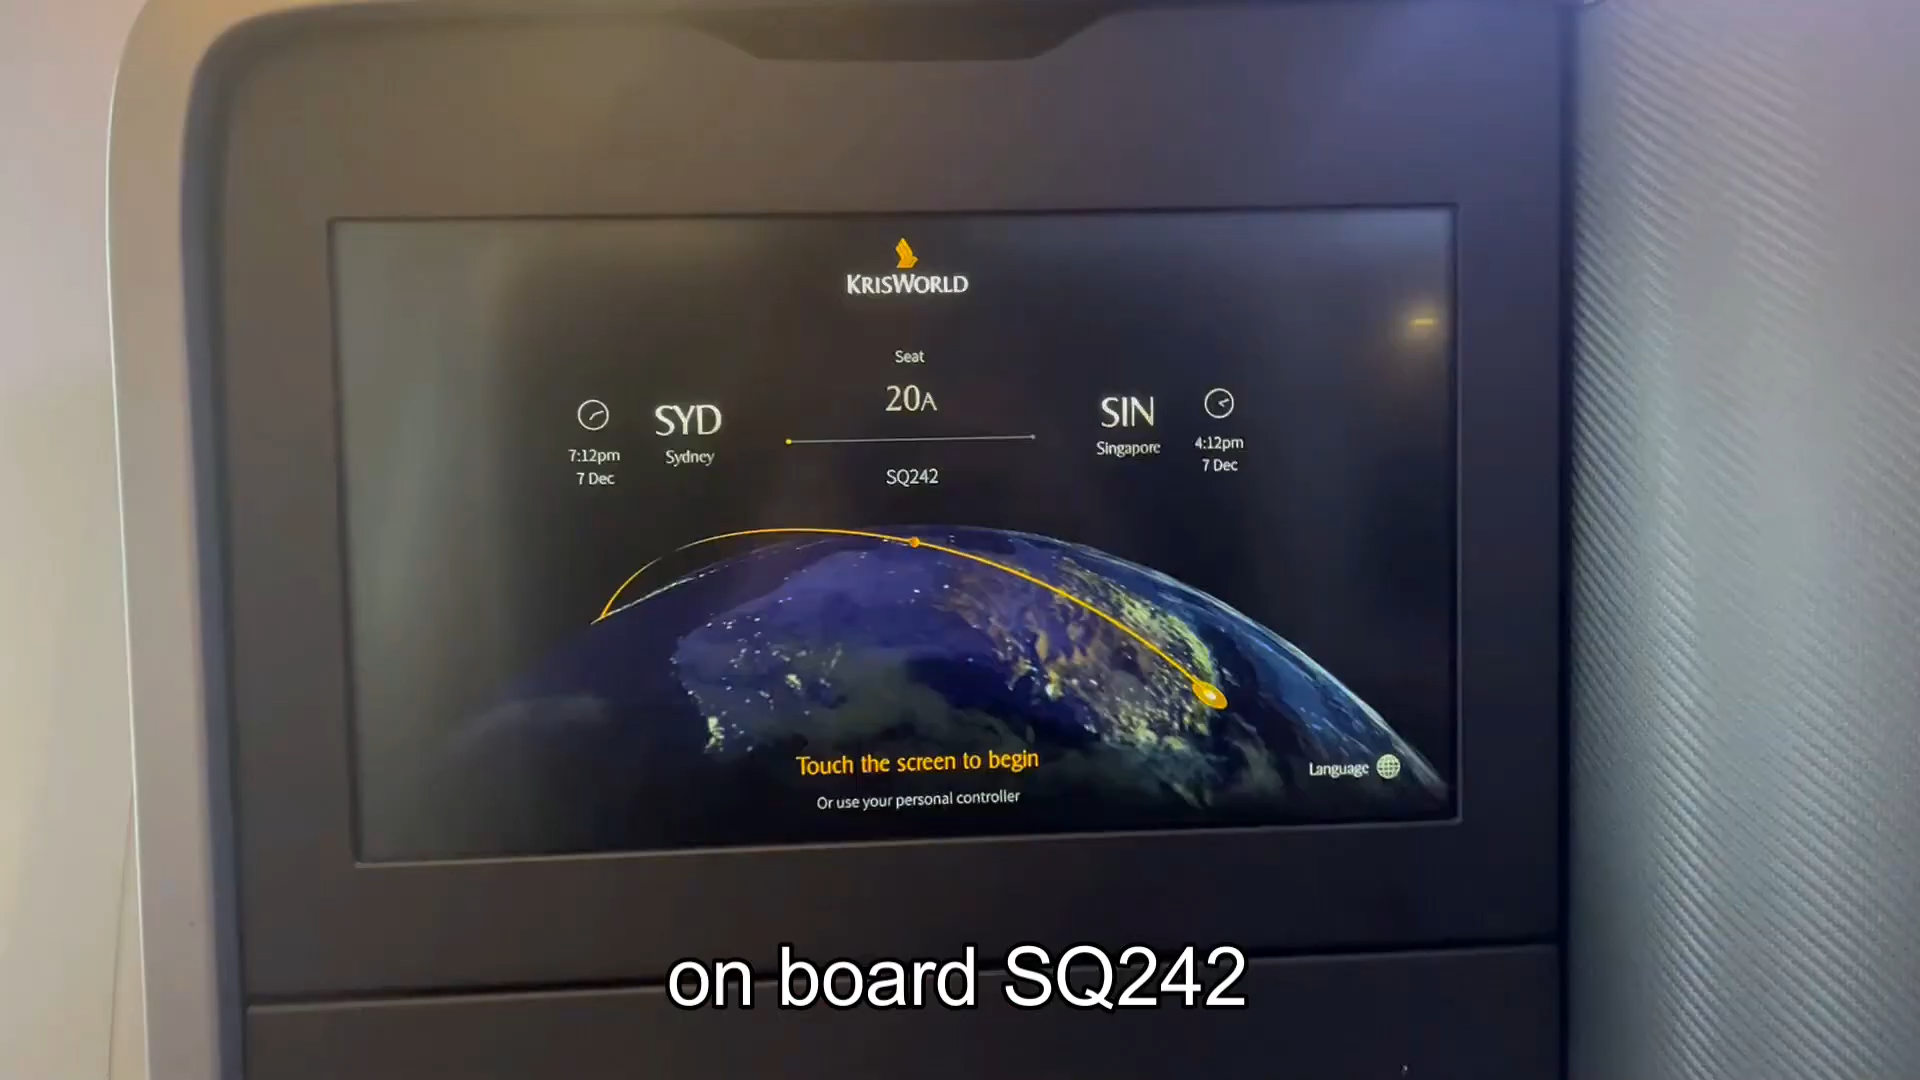 KRISWORLD
Seat
20A
SYD
Sydney
7:12pm
7 Dec
SIN
Singapore
4:12pm
7 Dec
SQ242
Touch the screen to begin
Or use your personal controller
Language
on board SQ242